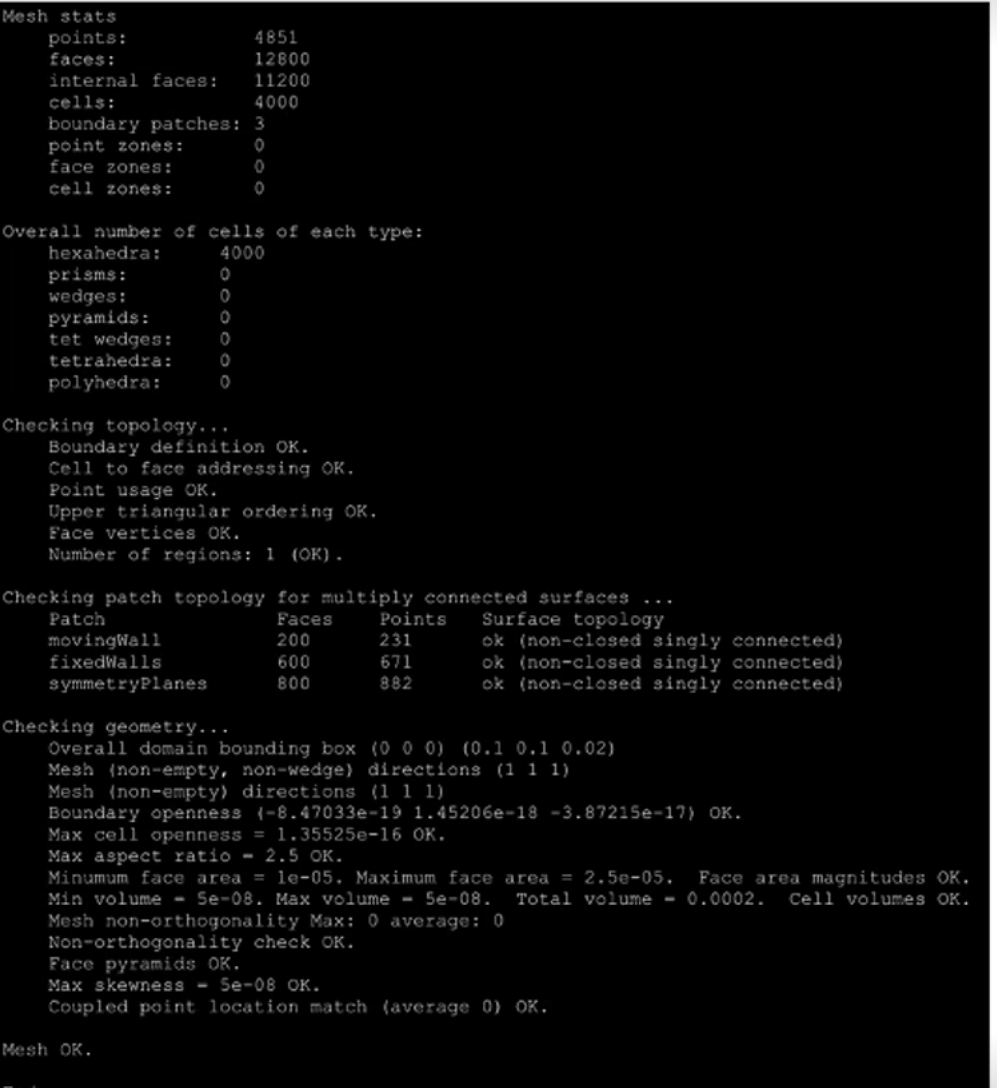 Mesh stats
points: 4851
faces: 12800
internal faces: 11200
cells: 4000
boundary patches: 3
point zones: 0
face zones: 0
cell zones: 0
Overall number of cells of each type:
hexahedra: 4000
prisms: 0
wedges: 0
pyramids: 0
tet wedges: 0
tetrahedra: 0
polyhedra: 0
Checking topology...
Boundary definition OK.
Cell to face addressing OK.
Point usage OK.
Upper triangular ordering OK.
Face vertices OK.
Number of regions: 1 (OK).
Checking patch topology for multiply connected surfaces ...
Patch Faces Points Surface topology
movingWall 200 231 ok (non-closed singly connected)
fixedWalls 600 671 ok (non-closed singly connected)
symmetryPlanes 800 882 ok (non-closed singly connected)
Checking geometry...
Overall domain bounding box (0 0 0) (0.1 0.1 0.02)
Mesh (non-empty, non-wedge) directions (1 1 1)
Mesh (non-empty) directions (1 1 1)
Boundary openness (-8.47033e-19 1.45206e-18 -3.87215e-17) OK.
Max cell openness = 1.35525e-16 OK.
Max aspect ratio = 2.5 OK.
Minumum face area = 1e-05. Maximum face area = 2.5e-05. Face area magnitudes OK.
Min volume = 5e-08. Max volume = 5e-08. Total volume = 0.0002. Cell volumes OK.
Mesh non-orthogonality Max: 0 average: 0
Non-orthogonality check OK.
Face pyramids OK.
Max skewness = 5e-08 OK.
Coupled point location match (average 0) OK.
Mesh OK.